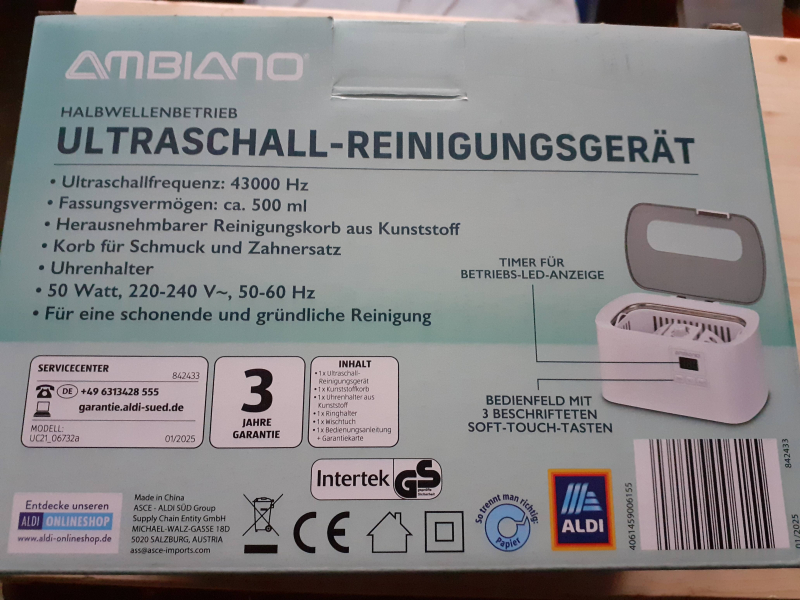 AMBIANO
HALBWELLENBETRIEB
ULTRASCHALL-REINIGUNGSGERÄT
• Ultraschallfrequenz: 43000 Hz
• Fassungsvermögen: ca. 500 ml
• Herausnehmbarer Reinigungskorb aus Kunststoff
• Korb für Schmuck und Zahnersatz
• Uhrenhalter
• 50 Watt, 220-240 V~, 50-60 Hz
• Für eine schonende und gründliche Reinigung
TIMER FÜR
BETRIEBS-LED-ANZEIGE
BEDIENFELD MIT
3 BESCHRIFTETEN
SOFT-TOUCH-TASTEN
SERVICECENTER
842433
DE +49 6313428 555
garantie.aldi-sued.de
MODELL:
UC21_06732a 01/2025
3
JAHRE
GARANTIE
INHALT
• 1x Ultraschall-
Reinigungsgerät
• 1x Kunststoffkorb
• 1x Uhrenhalter aus
Kunststoff
• 1x Ringhalter
• 1x Wischtuch
• 1x Bedienungsanleitung
+ Garantiekarte
Intertek GS
geprüfte
Sicherheit
Entdecke unseren
ALDI ONLINESHOP
www.aldi-onlineshop.de
Made in China
ASCE - ALDI SÜD Group
Supply Chain Entity GmbH
MICHAEL-WALZ-GASSE 18D
5020 SALZBURG, AUSTRIA
ass@asce-imports.com
CE
So trennt man richtig:
Papier
ALDI
4061459006155
842433
01/2025